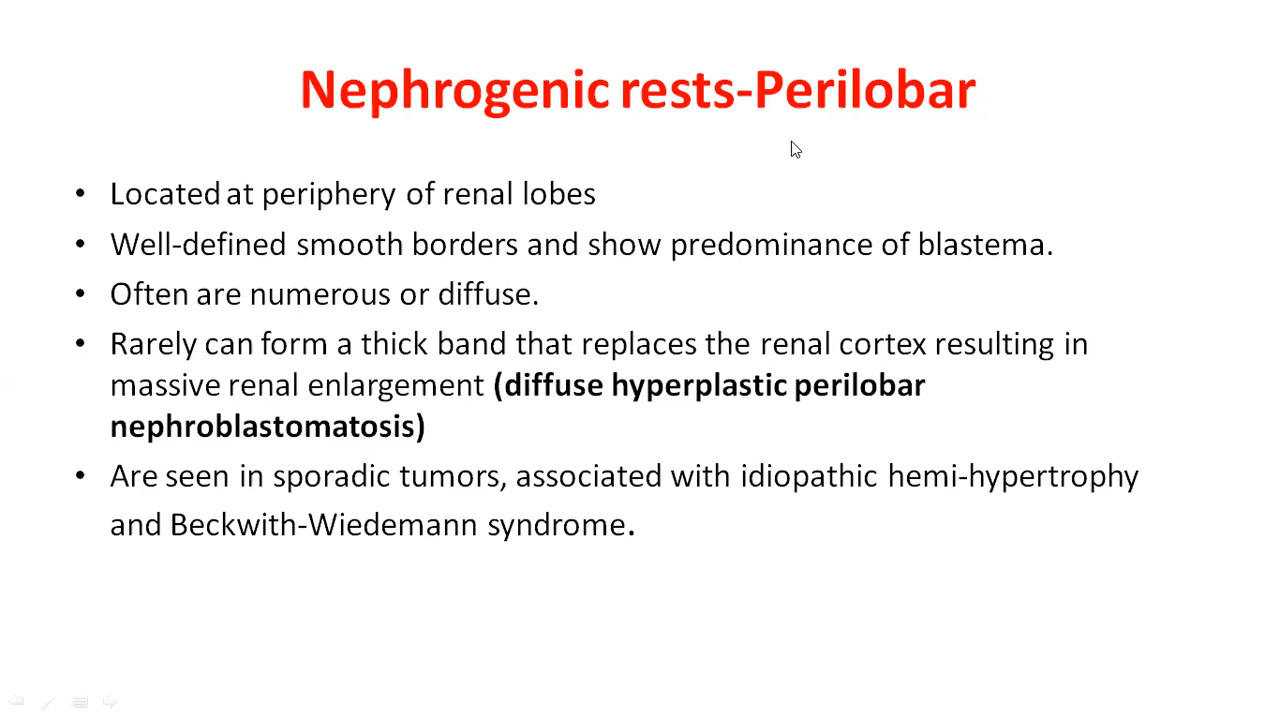 Nephrogenic rests-Perilobar
• Located at periphery of renal lobes
• Well-defined smooth borders and show predominance of blastema.
• Often are numerous or diffuse.
• Rarely can form a thick band that replaces the renal cortex resulting in
massive renal enlargement (diffuse hyperplastic perilobar
nephroblastomatosis)
• Are seen in sporadic tumors, associated with idiopathic hemi-hypertrophy
and Beckwith-Wiedemann syndrome.